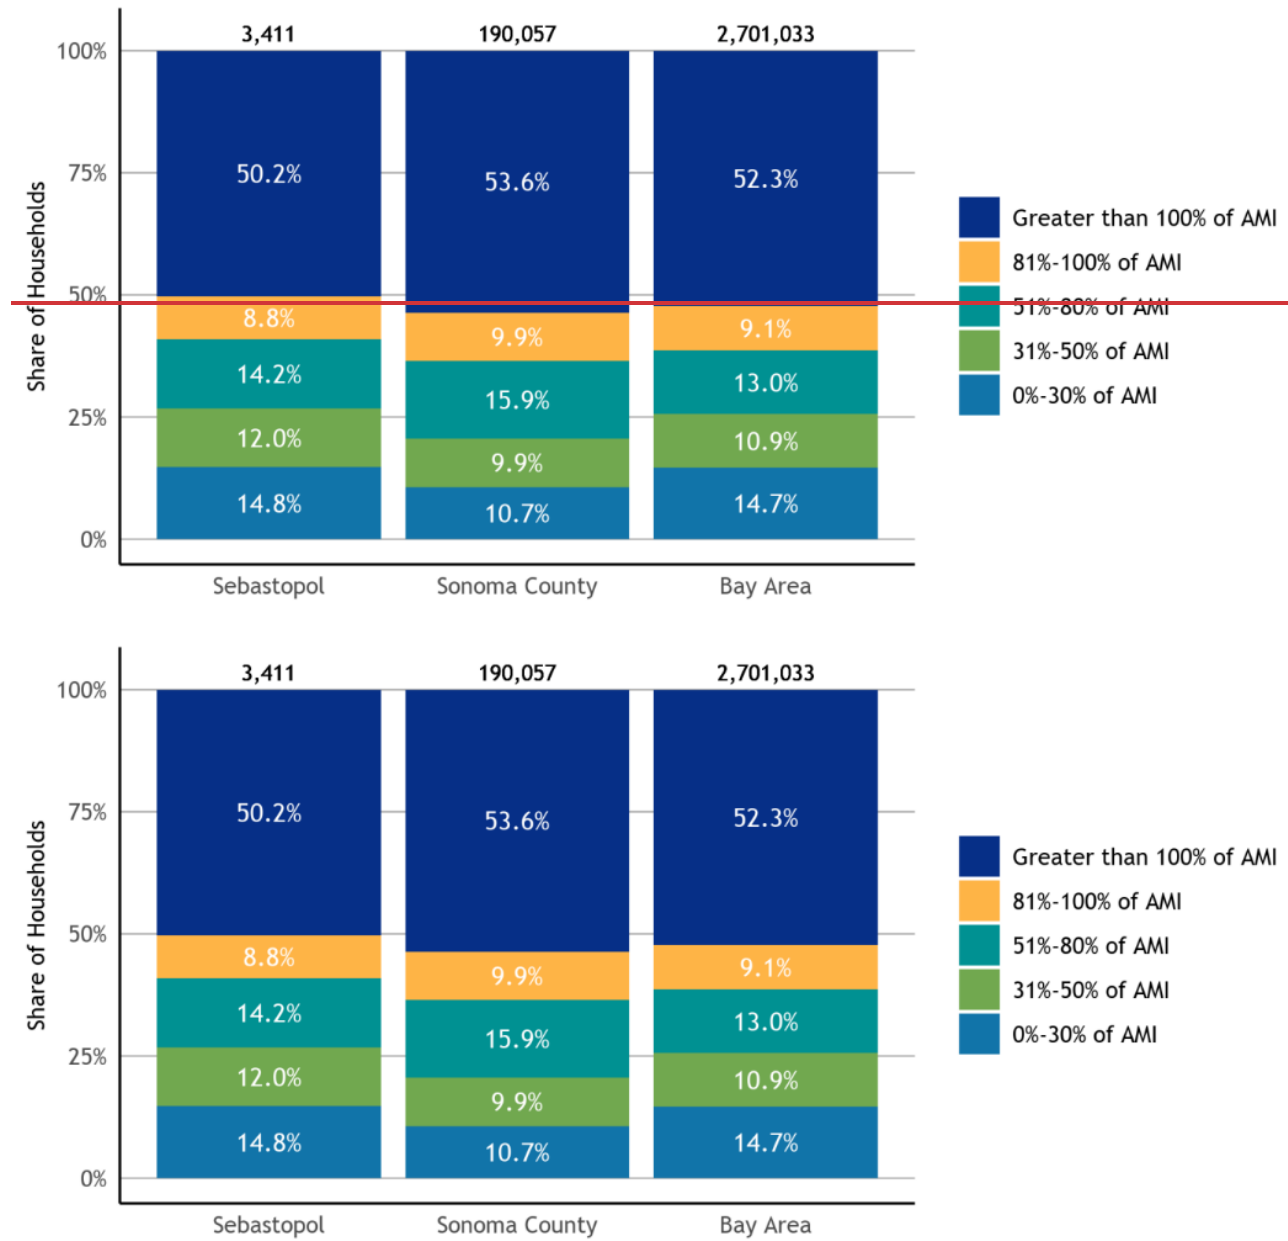 3,411 190,057 2,701,033
100%
50.2% 53.6% 52.3%
75%
Greater than 100% of AMI
81%-100% of AMI
50%
51%-80% of AMI
8.8% 9.9% 9.1%
31%-50% of AMI
14.2% 15.9% 13.0%
0%-30% of AMI
25%
12.0% 9.9% 10.9%
14.8% 10.7% 14.7%
0%
Share of Households
Sebastopol Sonoma County Bay Area
3,411 190,057 2,701,033
100%
50.2% 53.6% 52.3%
75%
Greater than 100% of AMI
81%-100% of AMI
50%
51%-80% of AMI
8.8% 9.9% 9.1%
31%-50% of AMI
14.2% 15.9% 13.0%
0%-30% of AMI
25%
12.0% 9.9% 10.9%
14.8% 10.7% 14.7%
0%
Share of Households
Sebastopol Sonoma County Bay Area